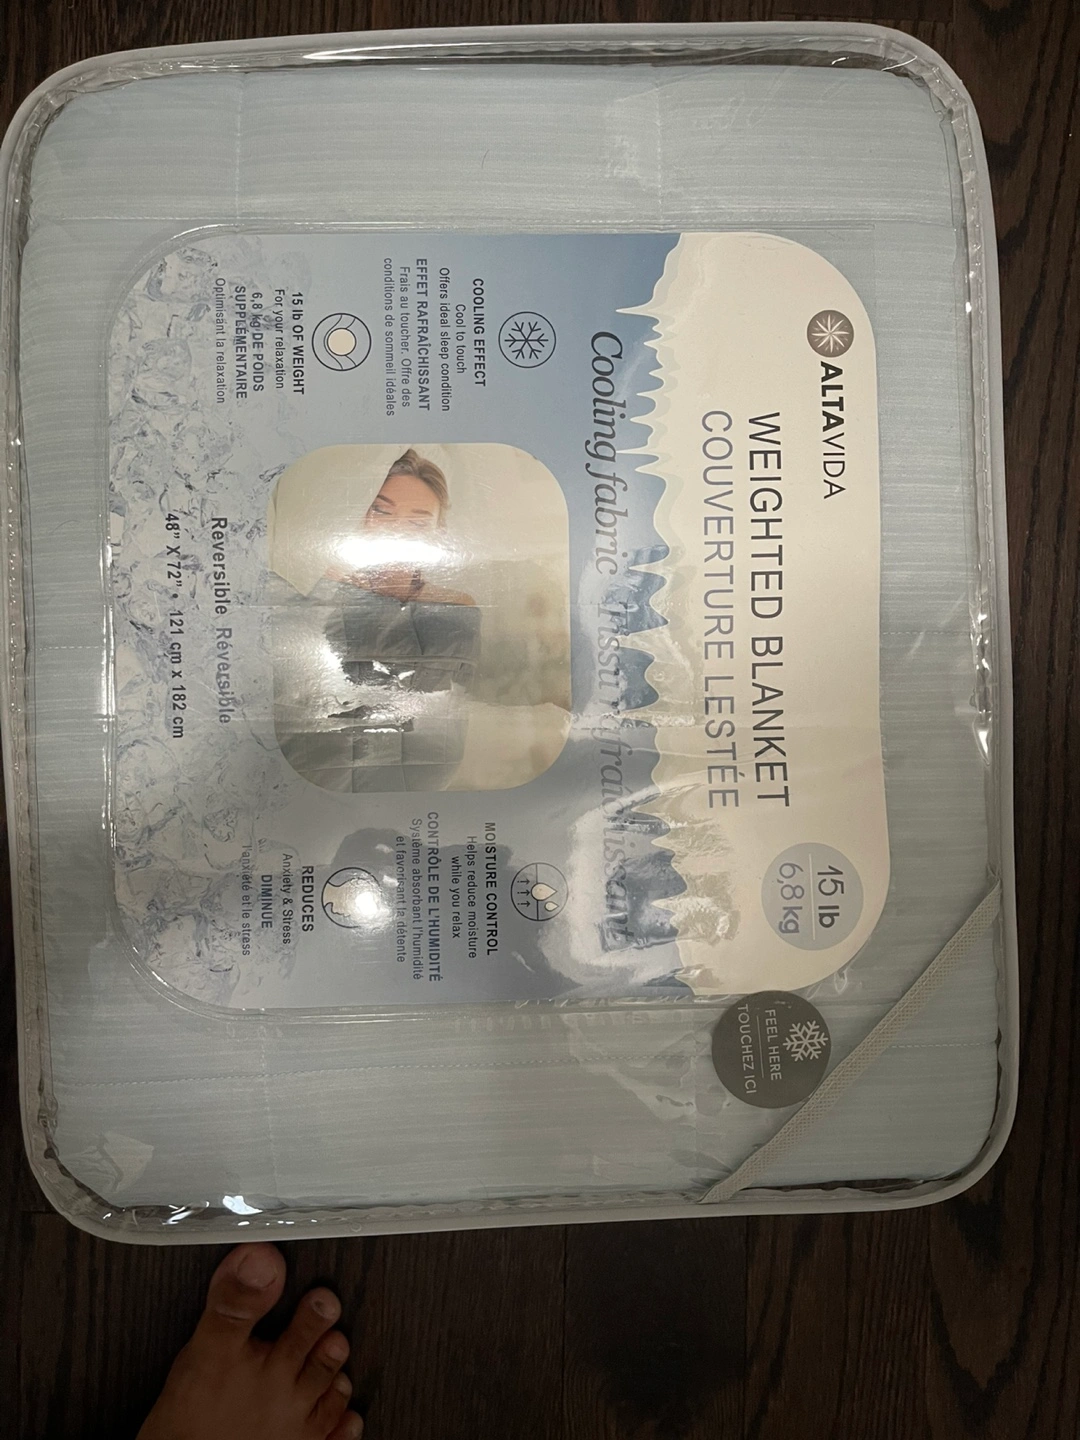 ALTAVIDA
WEIGHTED BLANKET
COUVERTURE LESTÉE
15 lb
6,8 kg
Cooling fabric Tissu rafraîchissant
COOLING EFFECT
Cool to touch
Offers ideal sleep condition
EFFET RAFRAÎCHISSANT
Frais au toucher. Offre des
conditions de sommeil idéales
15 lb OF WEIGHT
For your relaxation
6,8 kg DE POIDS
SUPPLÉMENTAIRE
Optimisant la relaxation
MOISTURE CONTROL
Helps reduce moisture
while you relax
CONTRÔLE DE L'HUMIDITÉ
Système absorbant l'humidité
et favorisant la détente
REDUCES
Anxiety & Stress
DIMINUE
l'anxiété et le stress
Reversible Réversible
48" X 72" • 121 cm x 182 cm
FEEL HERE
TOUCHEZ ICI